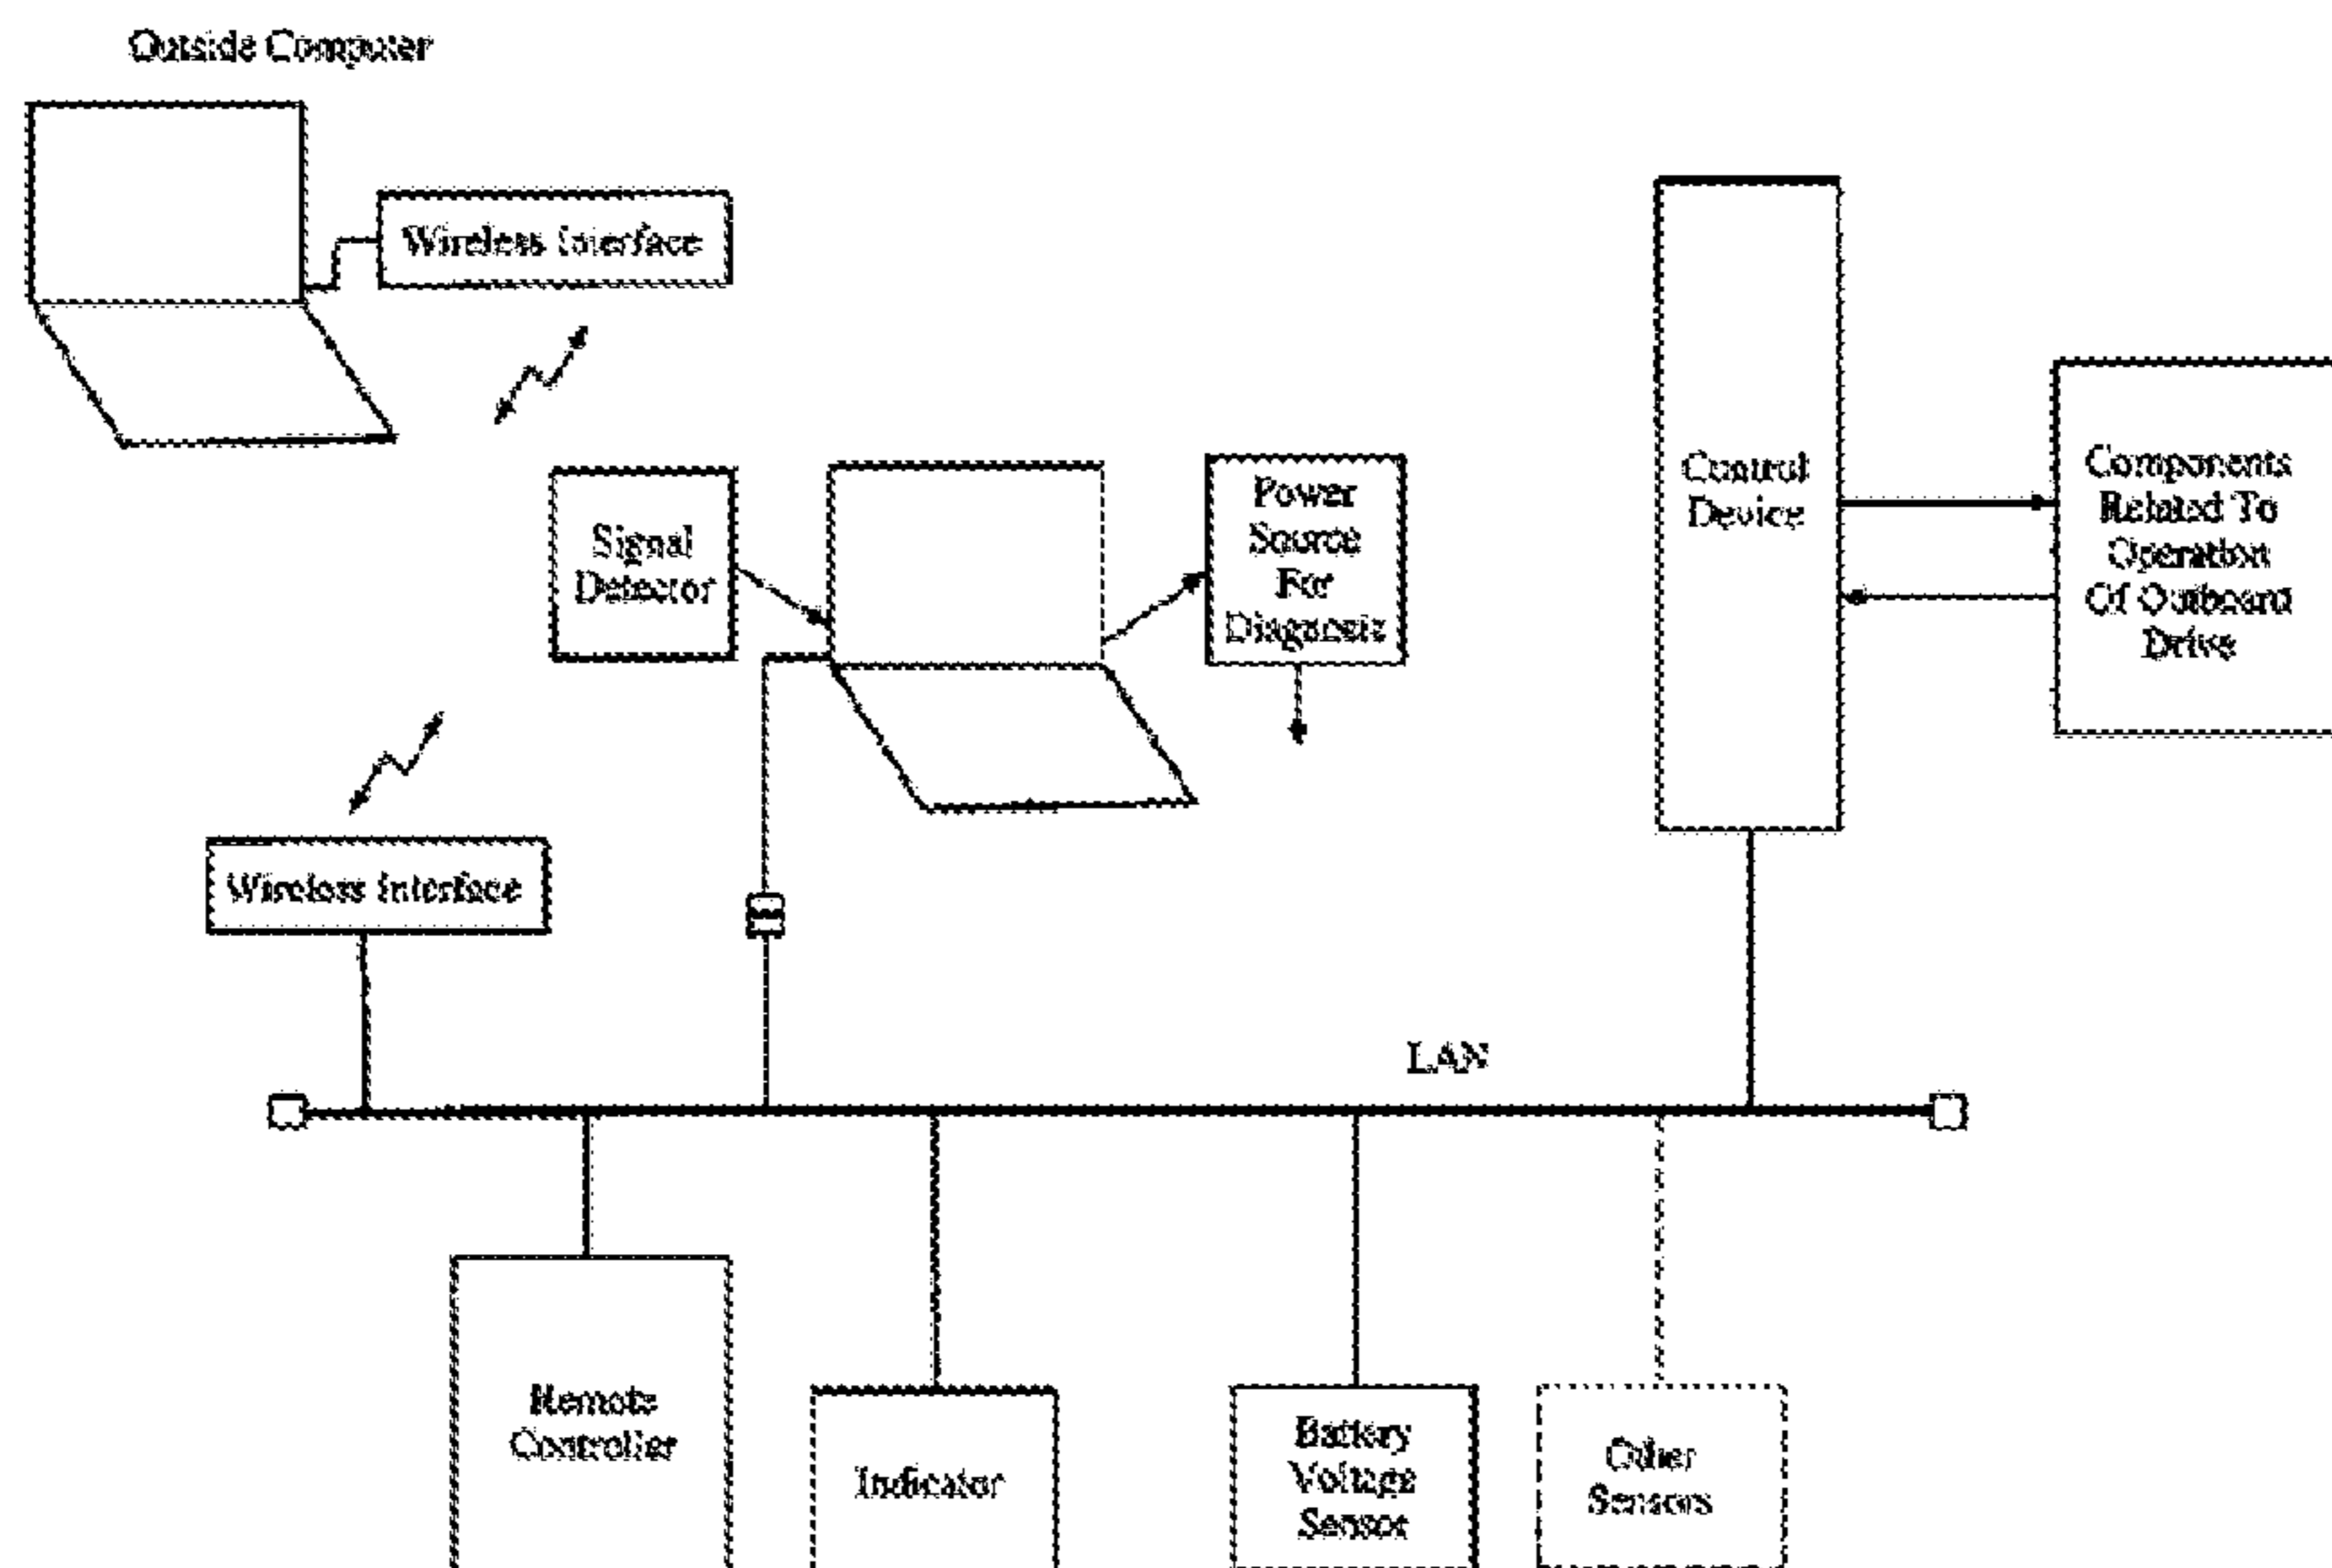 Outside Computer
Wireless Interface
Control
Device
Components
Related To
Operation
Of Outboard
Drive
Signal
Detector
Power
Source
For
Diagnosis
Wireless Interface
LAN
Remote
Controller
Indicator
Battery
Voltage
Sensor
Other
Sensors